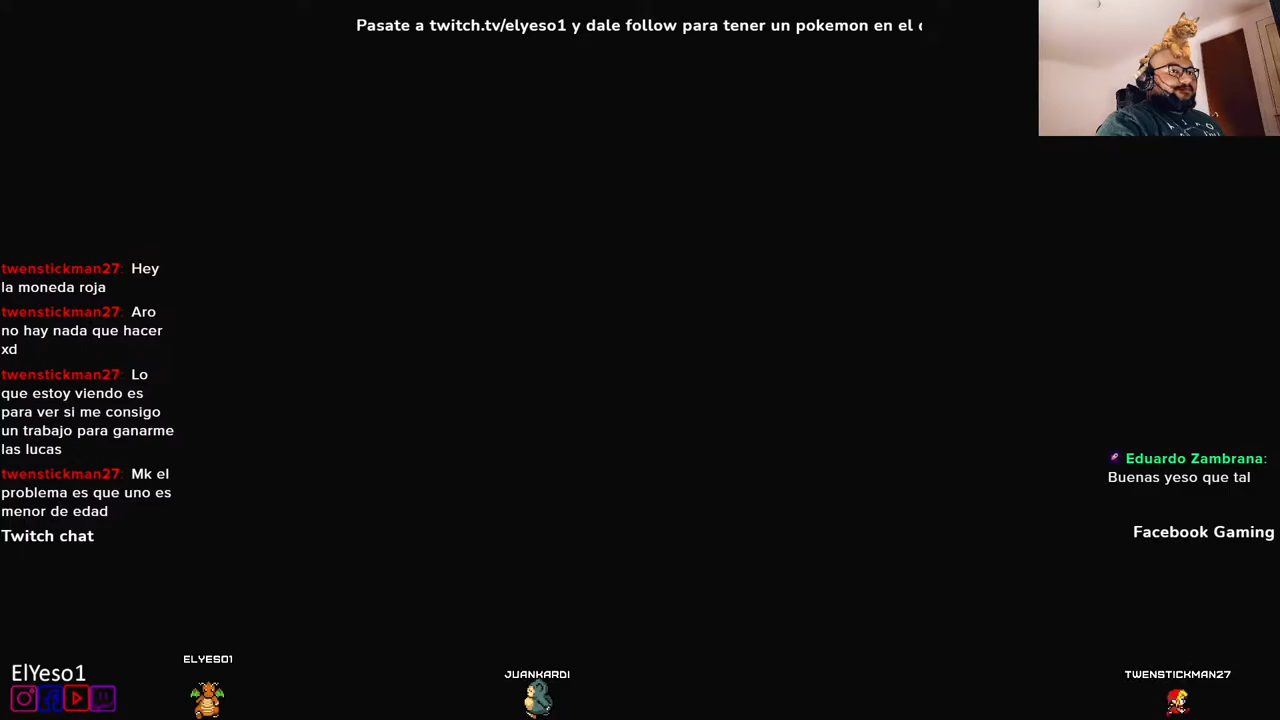 Pasate a twitch.tv/elyeso1 y dale follow para tener un pokemon en el
twenstickman27: Hey
la moneda roja
twenstickman27: Aro
no hay nada que hacer
xd
twenstickman27: Lo
que estoy viendo es
para ver si me consigo
un trabajo para ganarme
las lucas
twenstickman27: Mk el
problema es que uno es
menor de edad
Twitch chat
Eduardo Zambrana:
Buenas yeso que tal
Facebook Gaming
ElYeso1
ELYESO1
JUANKARDI
TWENSTICKMAN27